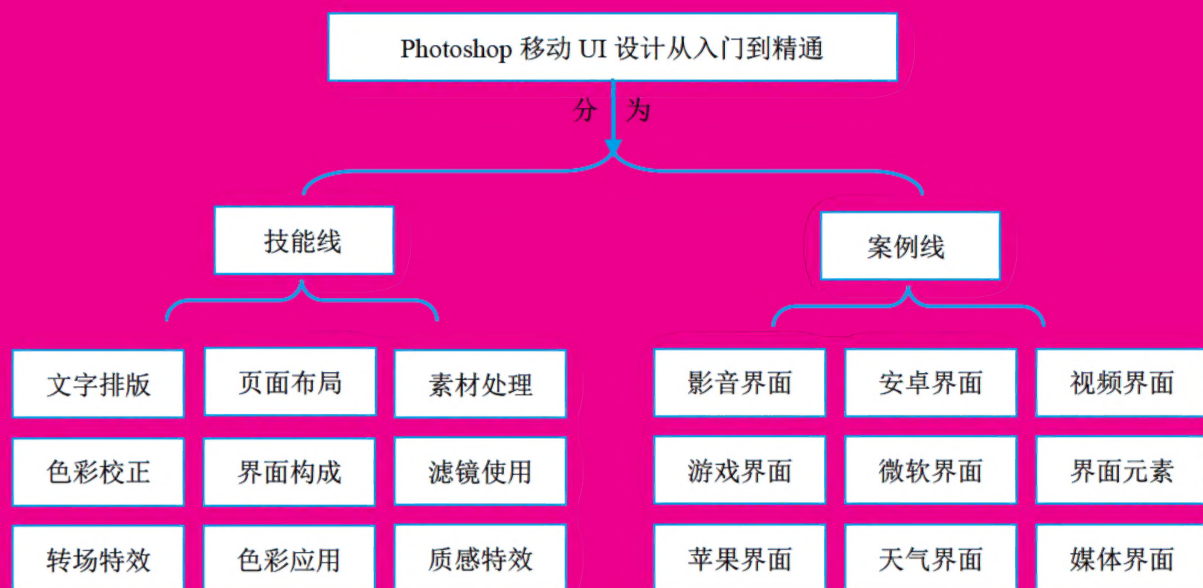 Photoshop 移动 UI 设计从入门到精通
分 为
技能线
案例线
文字排版 页面布局 素材处理
影音界面 安卓界面 视频界面
色彩校正 界面构成 滤镜使用
游戏界面 微软界面 界面元素
转场特效 色彩应用 质感特效
苹果界面 天气界面 媒体界面